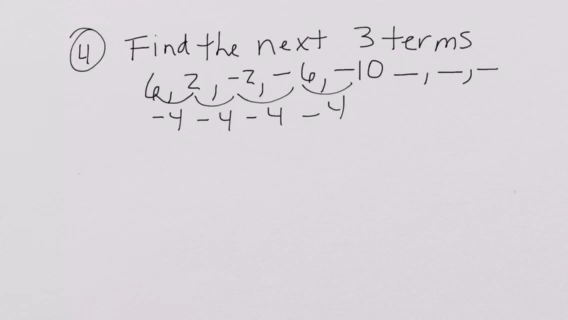 ④ Find the next 3 terms
6, 2, -2, -6, -10 —, —, —
-4 -4 -4 -4